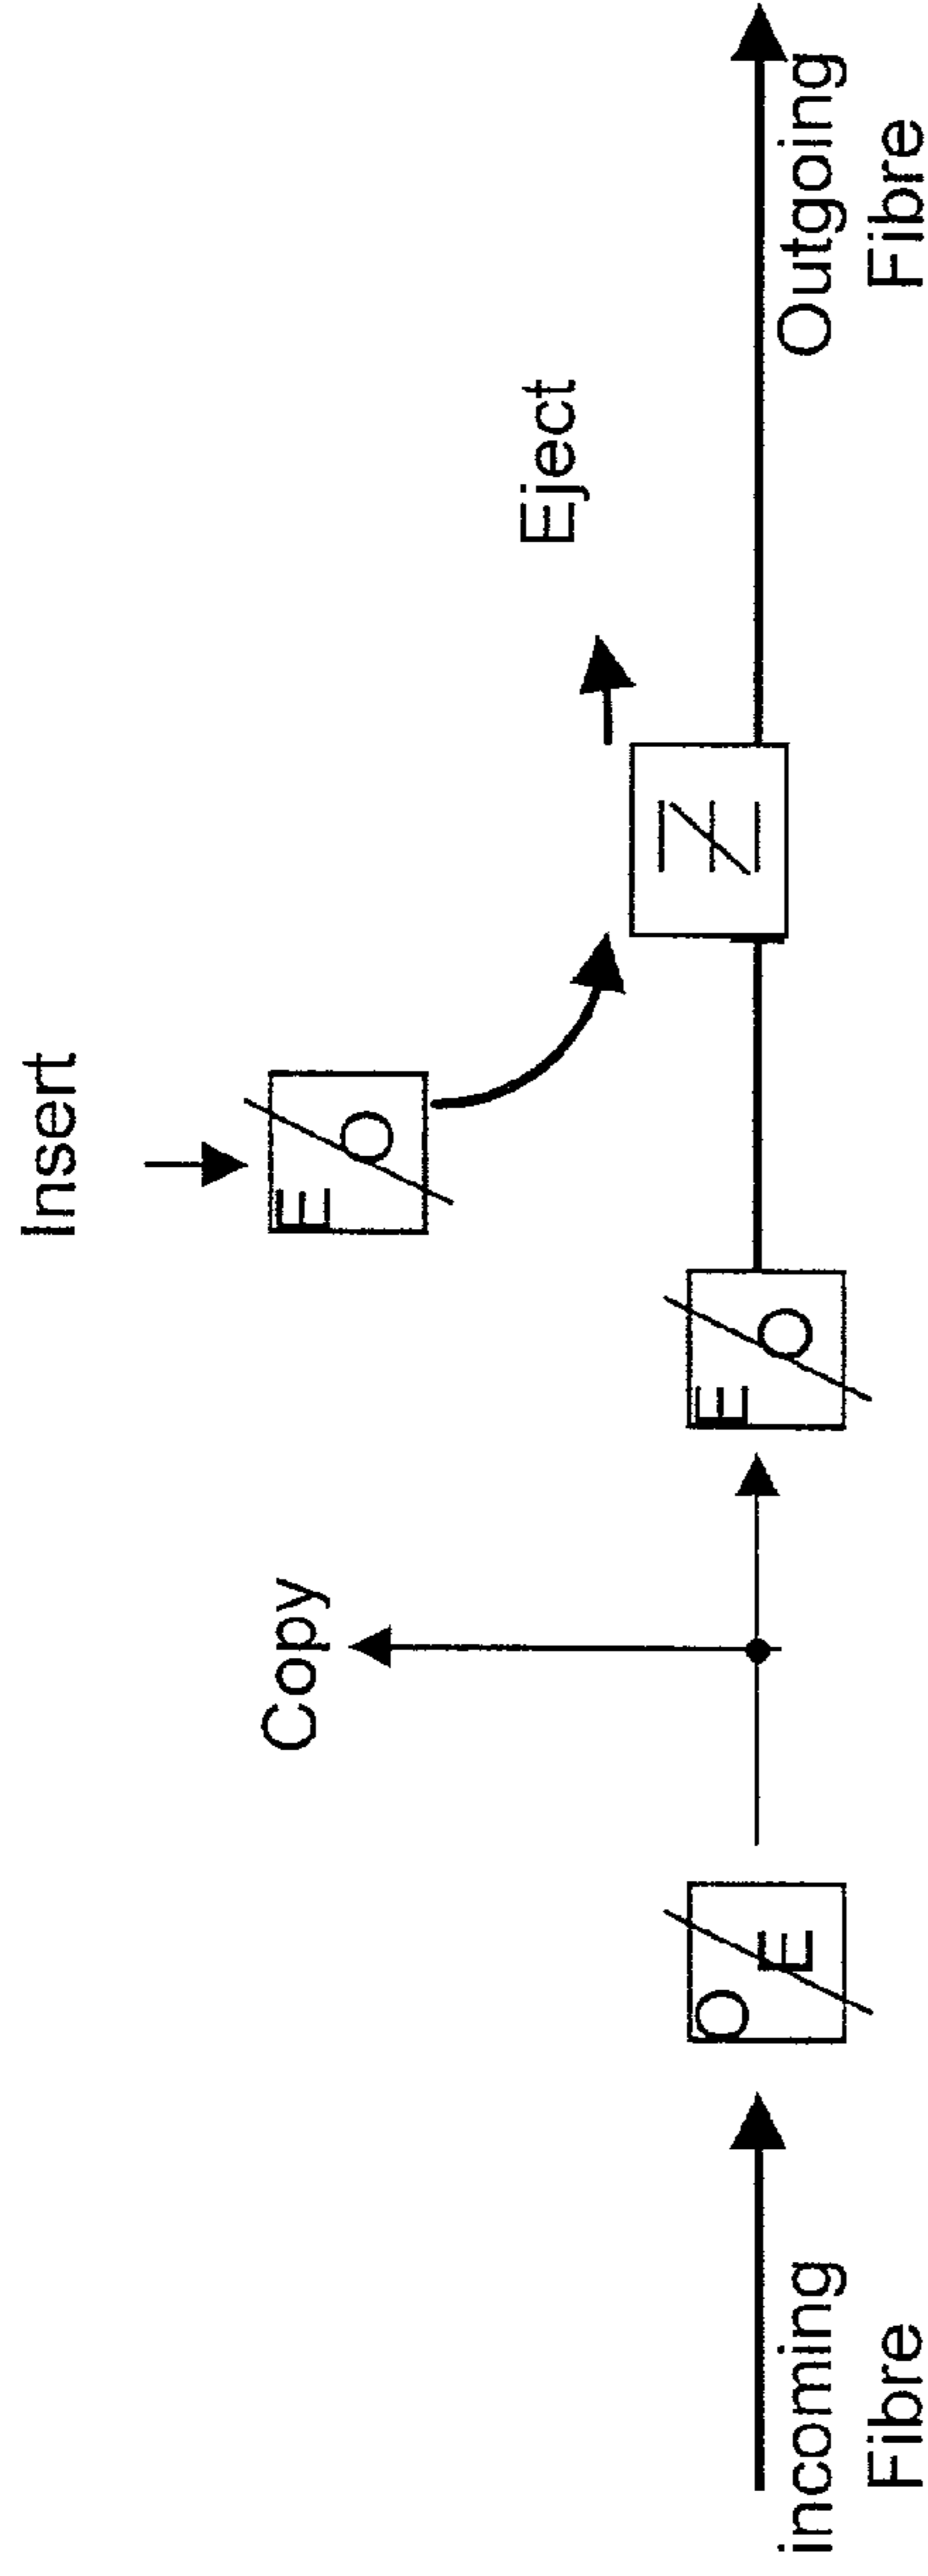 Insert
Copy
Eject
E
O
O
E
E
O
incoming
Fibre
Outgoing
Fibre